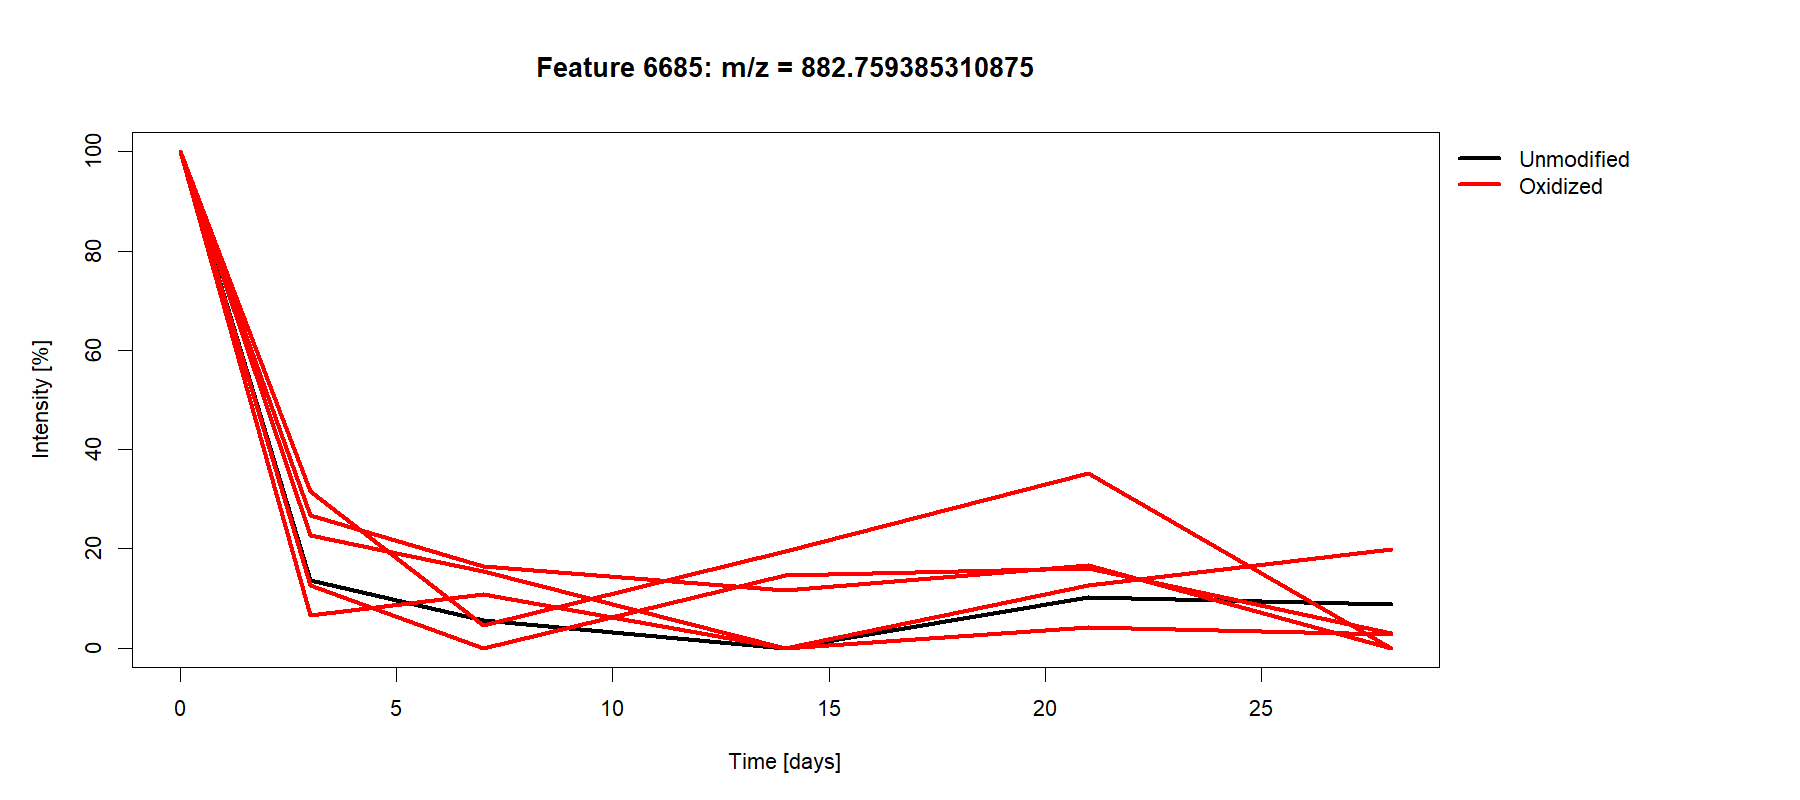 Feature 6685: m/z = 882.759385310875
Unmodified
Oxidized
Intensity [%]
100
80
60
40
20
0
0 5 10 15 20 25
Time [days]